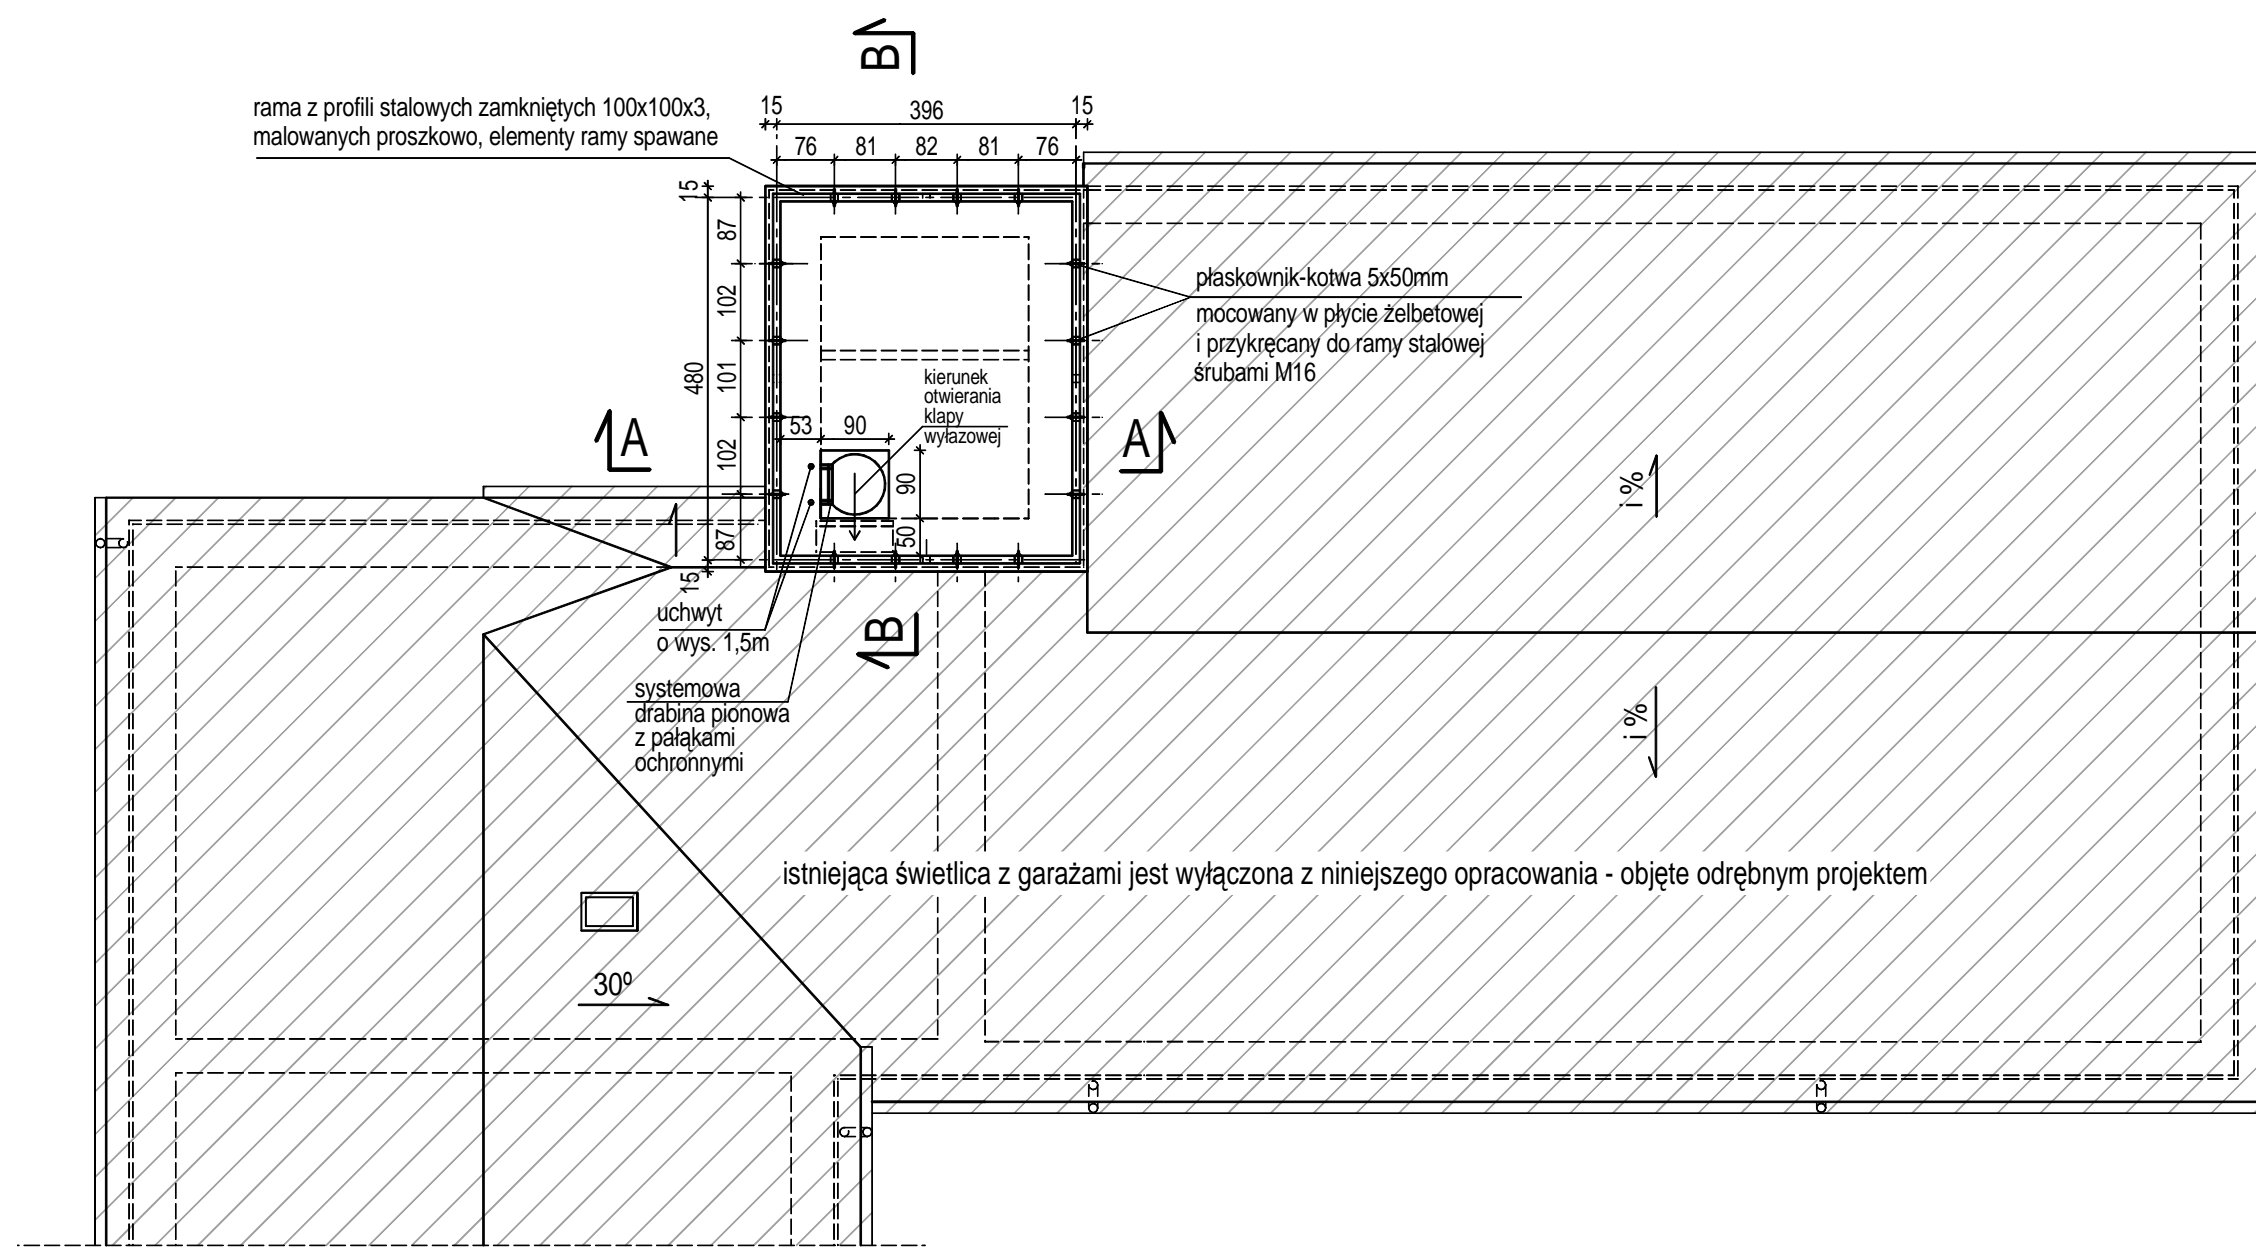 B
rama z profili stalowych zamkniętych 100x100x3,
malowanych proszkowo, elementy ramy spawane
15
396
15
76
81
82
81
76
15
87
102
101
102
87
480
15
płaskownik-kotwa 5x50mm
mocowany w płycie żelbetowej
i przykręcany do ramy stalowej
śrubami M16
kierunek
otwierania
klapy
wyłazowej
53
90
90
50
A
A
i %
uchwyt
o wys. 1,5m
B
systemowa
drabina pionowa
z pałąkami
ochronnymi
i %
istniejąca świetlica z garażami jest wyłączona z niniejszego opracowania - objęte odrębnym projektem
30º